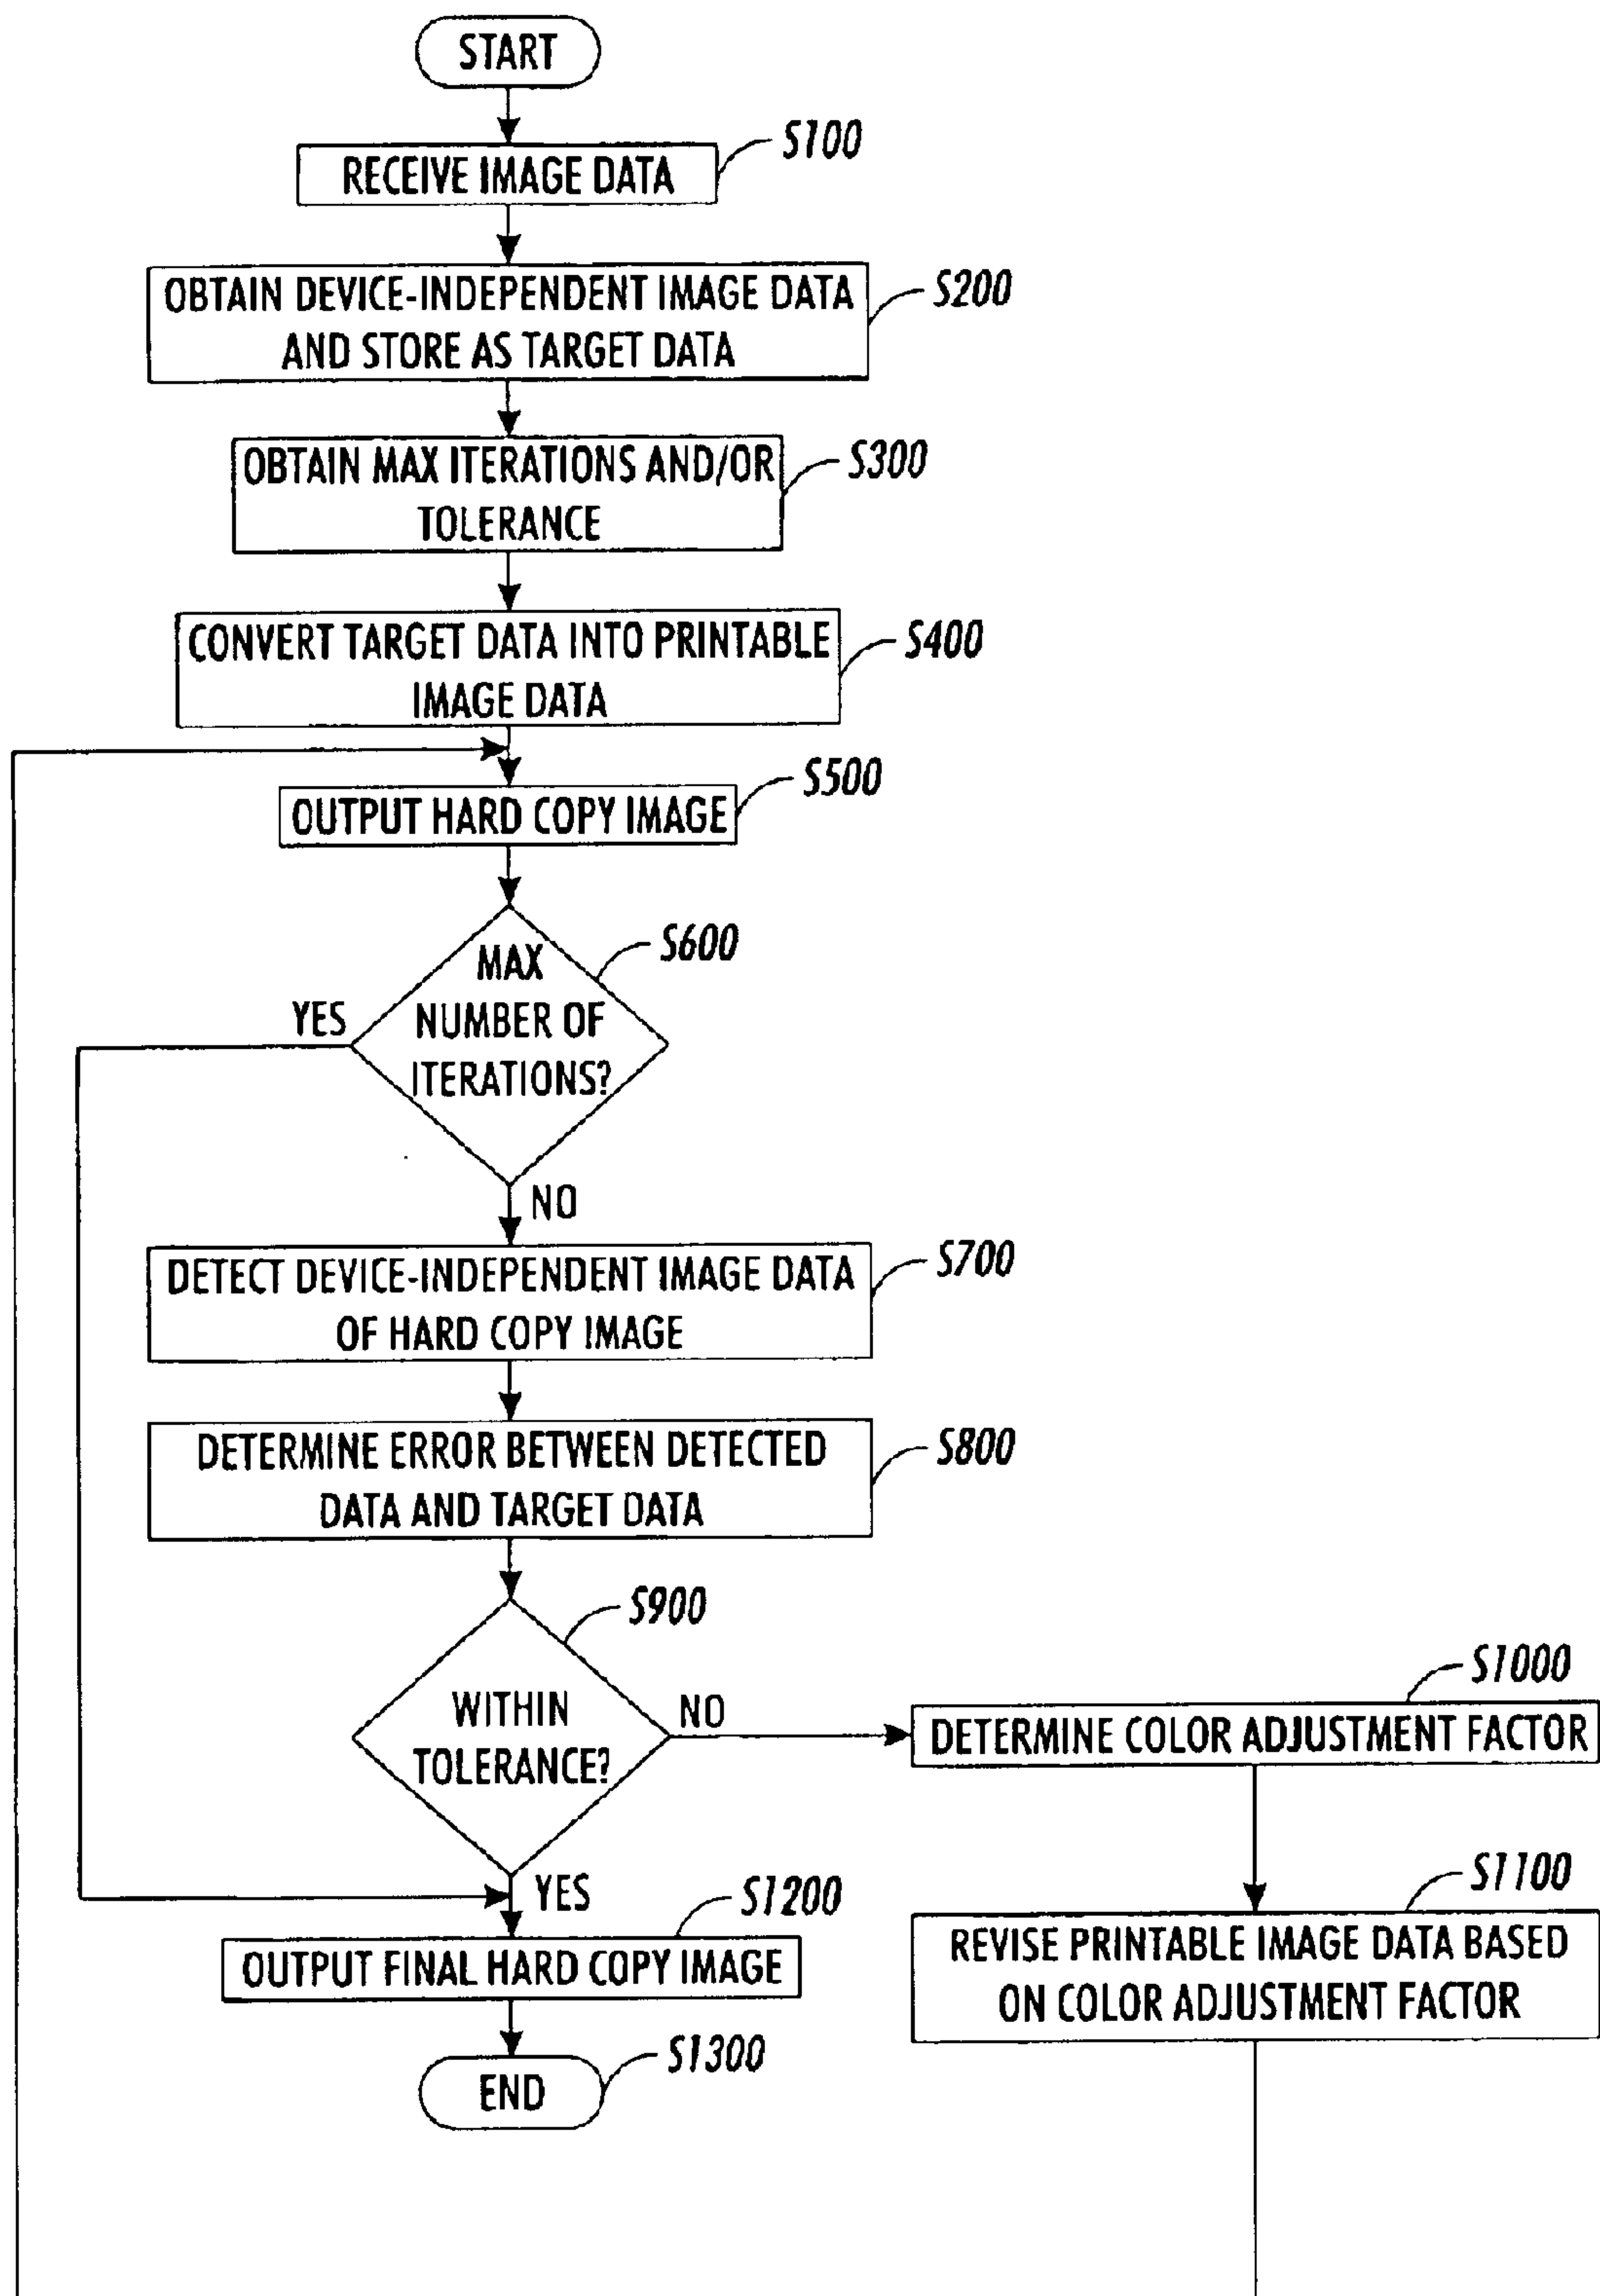 START
S100
RECEIVE IMAGE DATA
S200
OBTAIN DEVICE-INDEPENDENT IMAGE DATA
AND STORE AS TARGET DATA
S300
OBTAIN MAX ITERATIONS AND/OR
TOLERANCE
S400
CONVERT TARGET DATA INTO PRINTABLE
IMAGE DATA
S500
OUTPUT HARD COPY IMAGE
S600
MAX
NUMBER OF
ITERATIONS?
YES
NO
S700
DETECT DEVICE-INDEPENDENT IMAGE DATA
OF HARD COPY IMAGE
S800
DETERMINE ERROR BETWEEN DETECTED
DATA AND TARGET DATA
S900
WITHIN
TOLERANCE?
NO
S1000
DETERMINE COLOR ADJUSTMENT FACTOR
S1100
REVISE PRINTABLE IMAGE DATA BASED
ON COLOR ADJUSTMENT FACTOR
YES
S1200
OUTPUT FINAL HARD COPY IMAGE
S1300
END